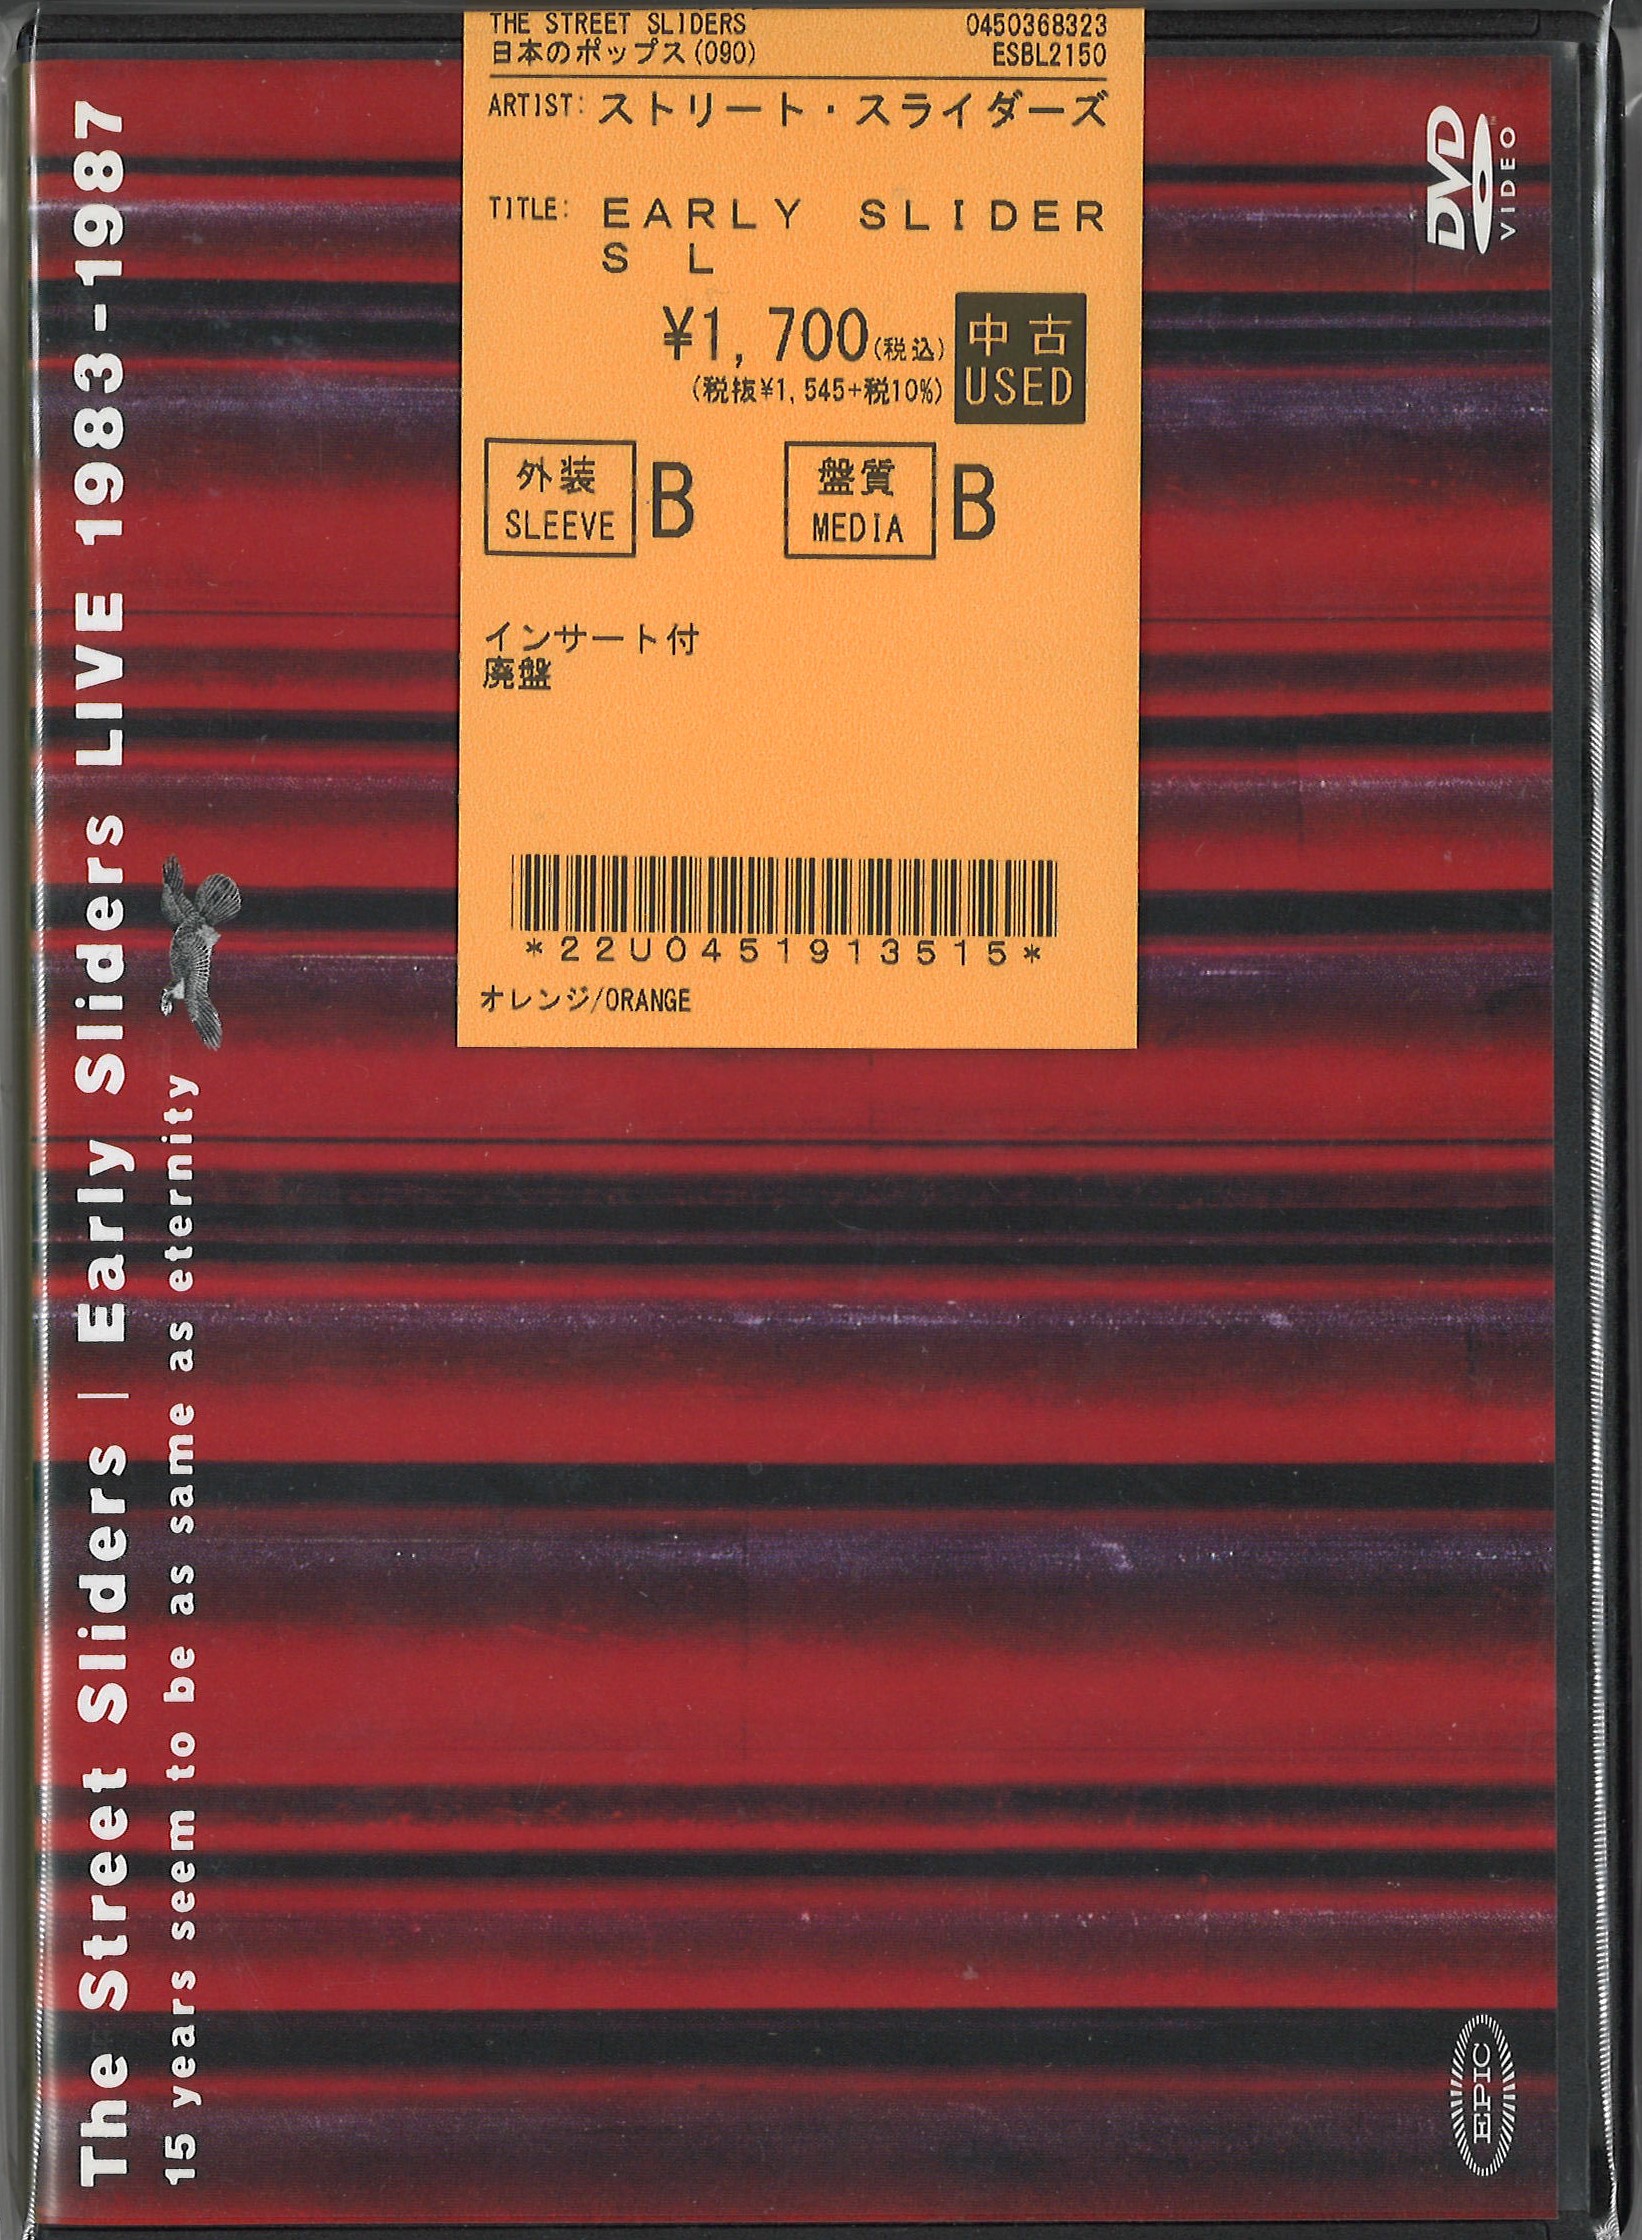 THE STREET SLIDERS 0450368323
日本のポップス(090) ESBL2150
ARTIST: ストリート・スライダーズ
TITLE: EARLY SLIDER
S L
¥1,700(税込)
(税抜¥1,545+税10%)
中古
USED
外装
SLEEVE
B
盤質
MEDIA
B
インサート付
廃盤
*22U0451913515*
オレンジ/ORANGE
The Street Sliders | Early Sliders LIVE 1983-1987
15 years seem to be as same as eternity
DVD
VIDEO
TM
EPIC